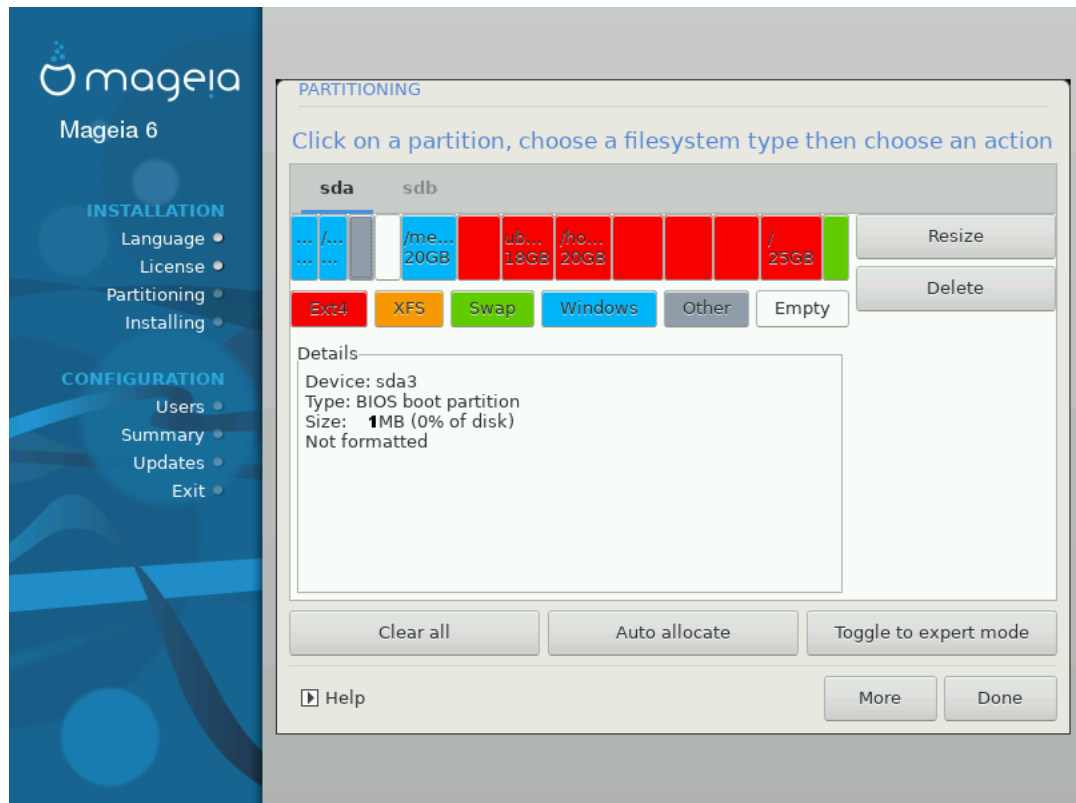 mageia
Mageia 6
INSTALLATION
Language
License
Partitioning
Installing
CONFIGURATION
Users
Summary
Updates
Exit
PARTITIONING
Click on a partition, choose a filesystem type then choose an action
sda sdb
... /... /me... ub... /ho... /
... ... 20GB 18GB 20GB 25GB
Ext4 XFS Swap Windows Other Empty
Resize
Delete
Details
Device: sda3
Type: BIOS boot partition
Size: 1MB (0% of disk)
Not formatted
Clear all Auto allocate Toggle to expert mode
Help More Done